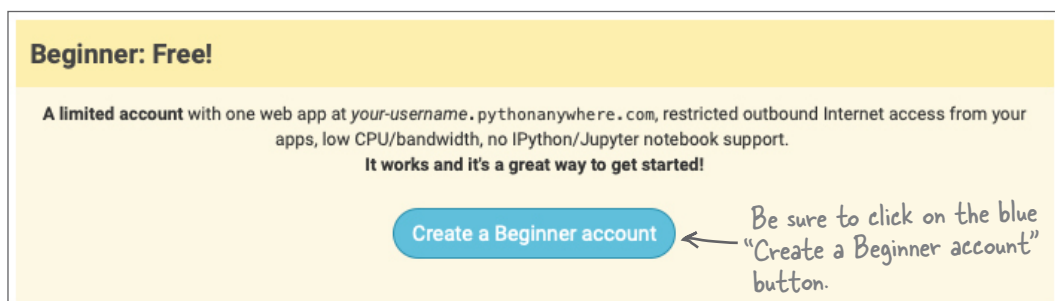 Beginner: Free!
A limited account with one web app at your-username.pythonanywhere.com, restricted outbound Internet access from your
apps, low CPU/bandwidth, no IPython/Jupyter notebook support.
It works and it's a great way to get started!
Create a Beginner account
Be sure to click on the blue
“Create a Beginner account”
button.